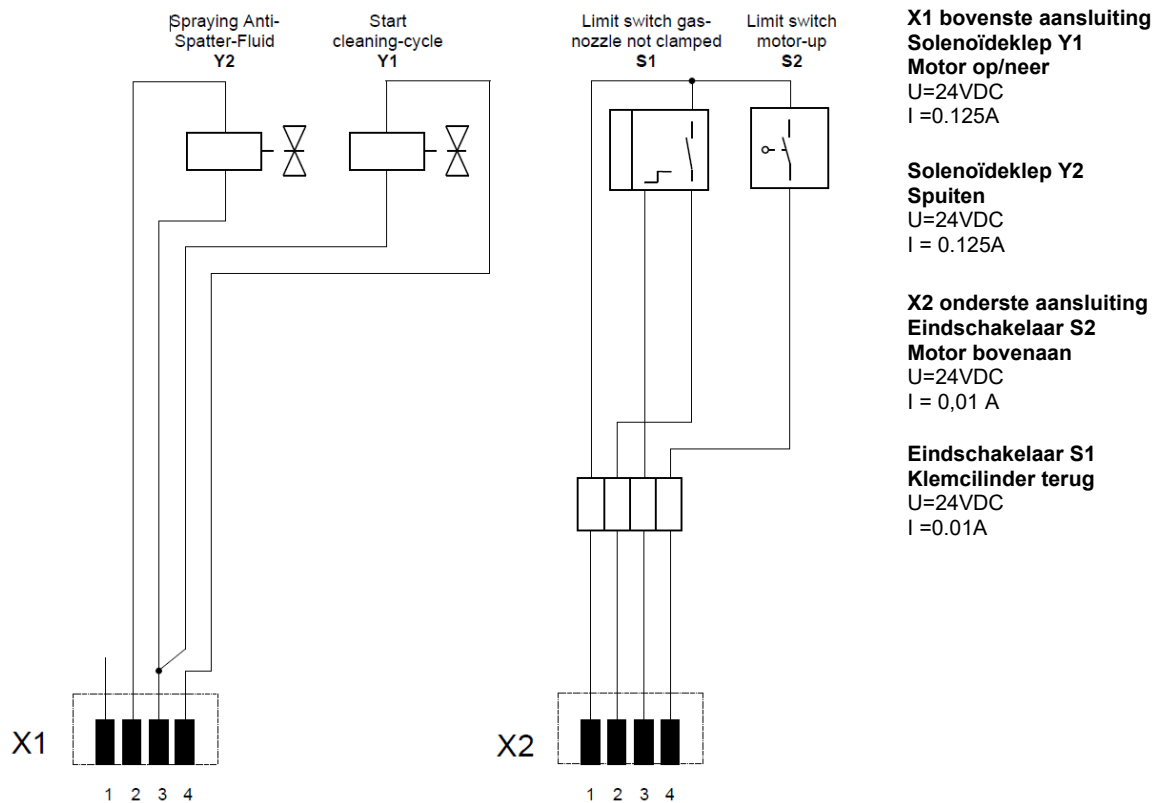 Spraying Anti-
Spatter-Fluid
Y2
Start
cleaning-cycle
Y1
Limit switch gas-
nozzle not clamped
S1
Limit switch
motor-up
S2
X1
1 2 3 4
X2
1 2 3 4
X1 bovenste aansluiting
Solenoïdeklep Y1
Motor op/neer
U=24VDC
I =0.125A
Solenoïdeklep Y2
Spuiten
U=24VDC
I = 0.125A
X2 onderste aansluiting
Eindschakelaar S2
Motor bovenaan
U=24VDC
I = 0,01 A
Eindschakelaar S1
Klemcilinder terug
U=24VDC
I =0.01A